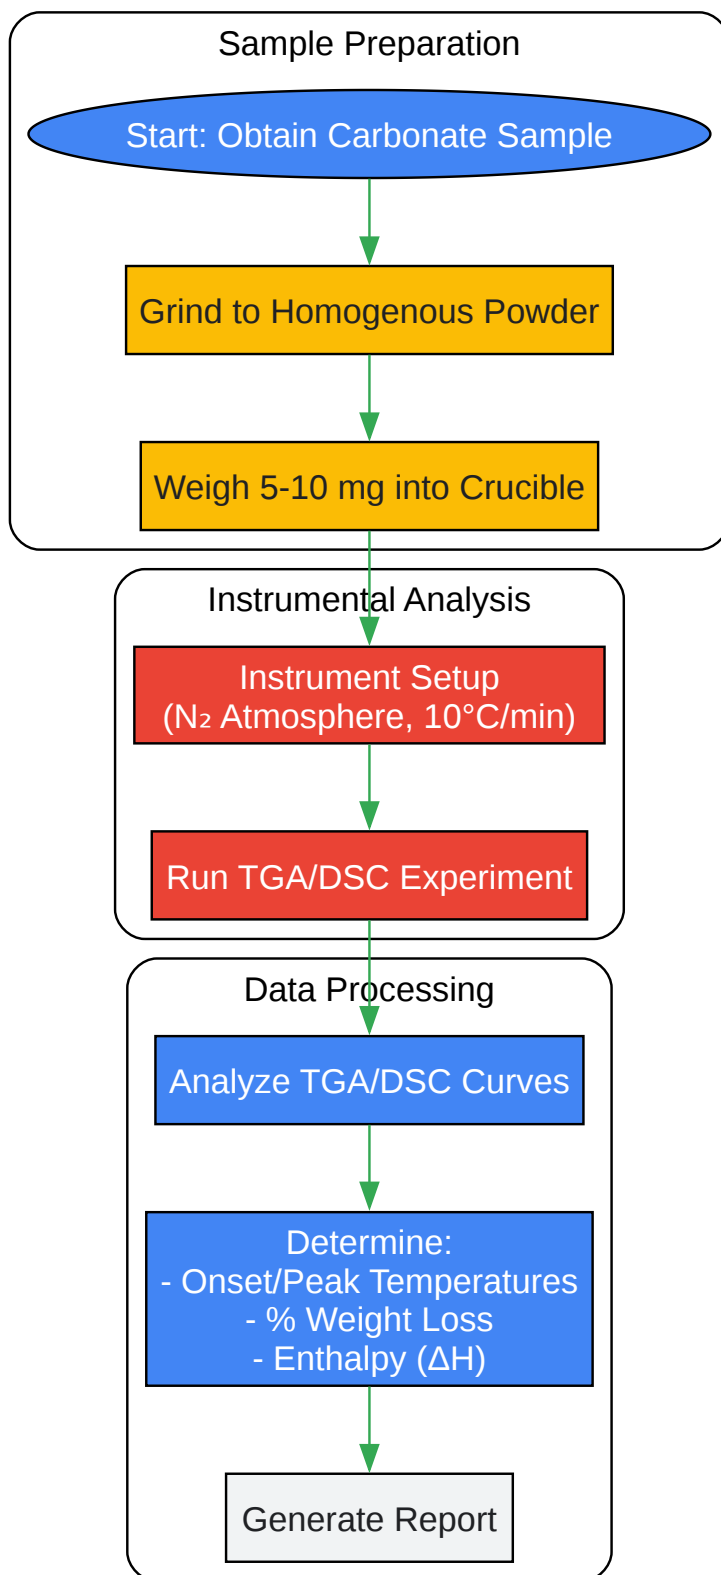 Sample Preparation
Start: Obtain Carbonate Sample
Grind to Homogenous Powder
Weigh 5-10 mg into Crucible
Instrumental Analysis
Instrument Setup
(N₂ Atmosphere, 10°C/min)
Run TGA/DSC Experiment
Data Processing
Analyze TGA/DSC Curves
Determine:
- Onset/Peak Temperatures
- % Weight Loss
- Enthalpy (ΔH)
Generate Report